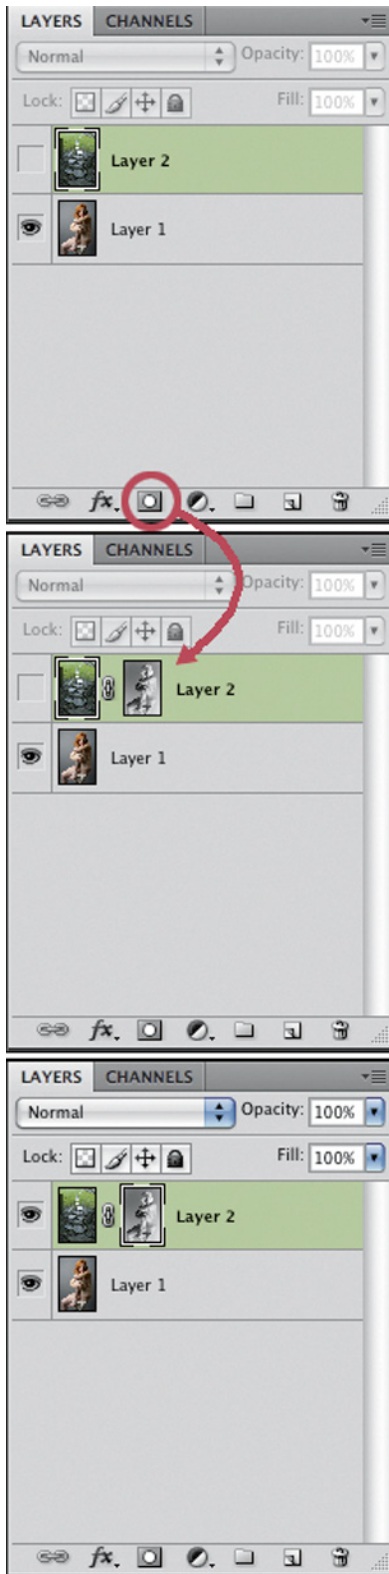 LAYERS CHANNELS
Normal Opacity: 100%
Lock: Fill: 100%
Layer 2
Layer 1
fx.
LAYERS CHANNELS
Normal Opacity: 100%
Lock: Fill: 100%
Layer 2
Layer 1
fx.
LAYERS CHANNELS
Normal Opacity: 100%
Lock: Fill: 100%
Layer 2
Layer 1
fx.